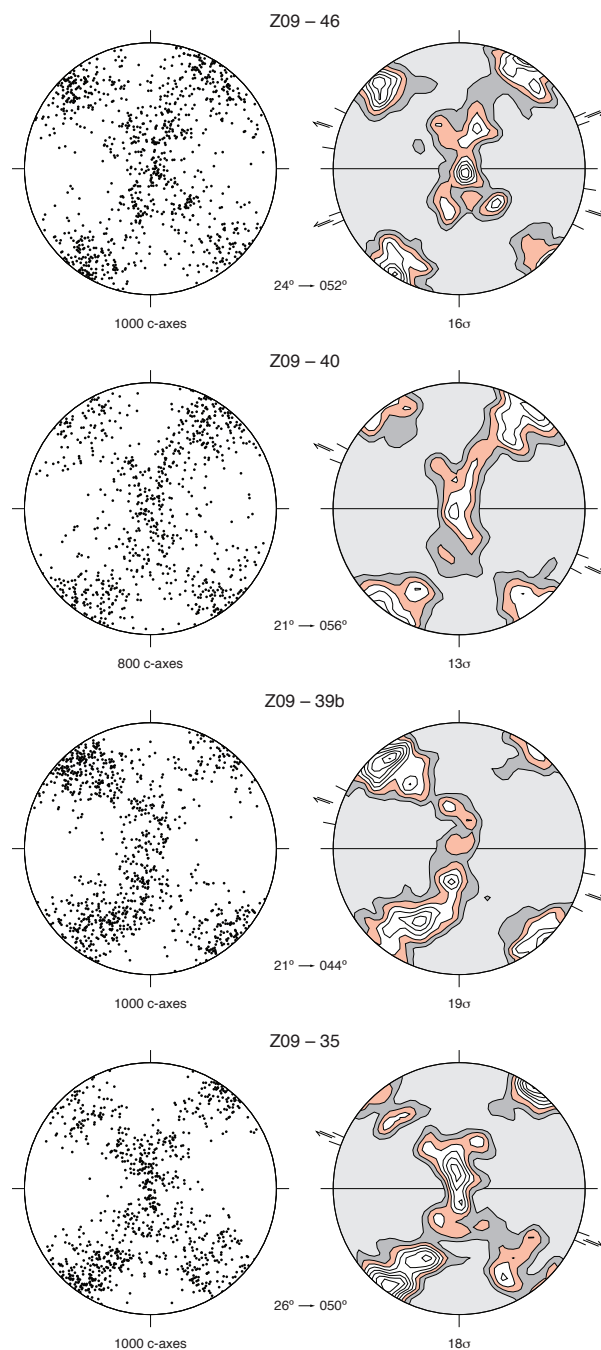 Z09 – 46
24° → 052°
1000 c-axes
16σ
Z09 – 40
21° → 056°
800 c-axes
13σ
Z09 – 39b
21° → 044°
1000 c-axes
19σ
Z09 – 35
26° → 050°
1000 c-axes
18σ